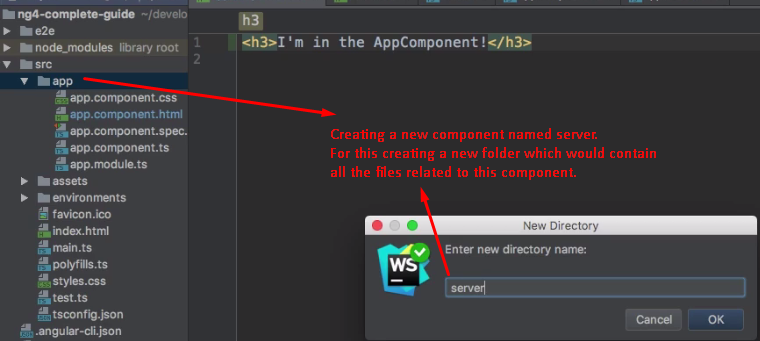 ng4-complete-guide ~/develo
e2e
node_modules library root
src
app
app.component.css
app.component.html
app.component.spec.
app.component.ts
app.module.ts
assets
environments
favicon.ico
index.html
main.ts
polyfills.ts
styles.css
test.ts
tsconfig.json
.angular-cli.json
h3
1 <h3>I'm in the AppComponent!</h3>
2
Creating a new component named server.
For this creating a new folder which would contain
all the files related to this component.
New Directory
WS
Enter new directory name:
server
Cancel OK